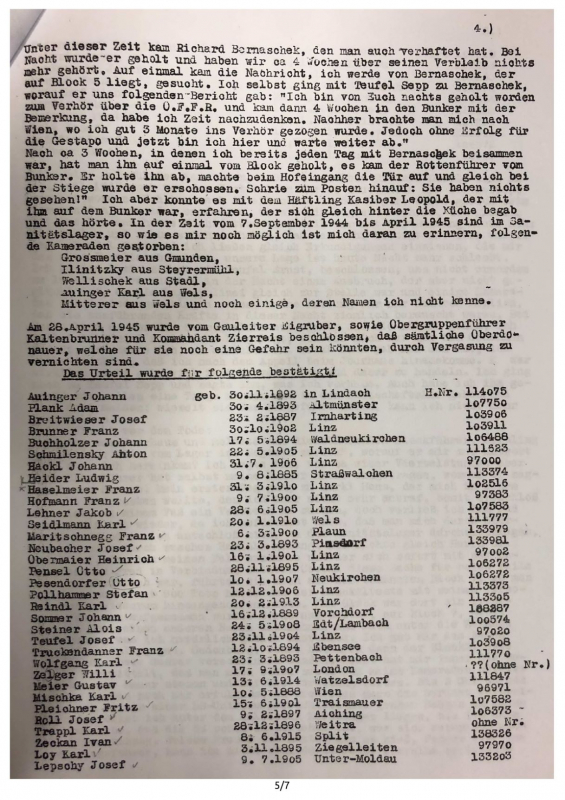 4.)
Unter dieser Zeit kam Richard Bernaschek, den man auch verhaftet hat. Bei
Nacht wurde er geholt und haben wir ca 4 Wochen über seinen Verbleib nichts
mehr gehört. Auf einmal kam die Nachricht, ich werde von Bernaschek, der
auf Block 5 liegt, gesucht. Ich selbst ging mit Teufel Sepp zu Bernaschek,
worauf er uns folgenden Bericht gab: "Ich bin von Euch nachts geholt worden
zum Verhör über die O.F.F.R. und kam dann 4 Wochen in den Bunker mit der
Bemerkung, da habe ich Zeit nachzudenken. Nachher brachte man mich nach
Wien, wo ich gut 3 Monate ins Verhör gezogen wurde. Jedoch ohne Erfolg für
die Gestapo und jetzt bin ich hier und warte weiter ab."
Nach ca 3 Wochen, in denen ich bereits jeden Tag mit Bernaschek beisammen
war, hat man ihn auf einmal vom Block geholt, es kam der Rottenführer vom
Bunker. Er holte ihn ab, machte beim Hofeingang die Tür auf und gleich bei
der Stiege wurde er erschossen. Schrie zum Posten hinauf: Sie haben nichts
gesehen!" Ich aber konnte es mit dem Häftling Kasiber Leopold, der mit
ihm auf dem Bunker war, erfahren, der sich gleich hinter die Küche begab
und das hörte. In der Zeit vom 7.September 1944 bis April 1945 sind im Sa-
nitätslager, so wie es mir noch möglich ist mich daran zu erinnern, folgen-
de Kameraden gestorben:
Grossmeier aus Gmunden,
Ilinitzky aus Steyrermühl,
Wellischek aus Stadl,
Auinger Karl aus Wels,
Mitterer aus Wels und noch einige, deren Namen ich nicht kenne.
Am 28.April 1945 wurde vom Gauleiter Eigruber, sowie Obergruppenführer
Kaltenbrunner und Kommandant Zierreis beschlossen, daß sämtliche Oberdo-
nauer, welche für sie noch eine Gefahr sein könnten, durch Vergasung zu
vernichten sind.
Das Urteil wurde für folgende bestätigt!
Auinger Johann geb. 30.11.1892 in Lindach H.Nr. 114075
Plank Adam 30. 4.1893 Altmünster 107750
Breitwieser Josef 23. 2.1887 Irnharting 103906
Brunner Franz 30.10.1902 Linz 103911
Buchholzer Johann 17. 5.1894 Waldneukirchen 106488
Schmilensky Ahton 22. 5.1905 Linz 111623
Hackl Johann 31.7. 1906 Linz 97000
Heider Ludwig 9. 8.1885 Straßwalchen 113374
Haselmeier Franz 31. 3.1910 Linz 102516
Hofmann Franz ✓ 9. 7.1900 Linz 97383
Lehner Jakob ✓ 28. 6.1905 Linz 107583
Seidlmann Karl ✓ 20. 1.1910 Wels 111777
Maritschnegg Franz ✓ 6. 3.1900 Plaun 133979
Neubacher Josef ✓ 23. 3.1893 Pinsdorf 133981
Obermaier Heinrich ✓ 16. 1.1901 Linz 97002
Pensel Otto ✓ 28.11.1895 Linz 106272
Pesendorfer Otto 10. 1.1907 Neukirchen 106272
Pollhammer Stefan 12.12.1906 Linz 113373
Reindl Karl ✓ 20. 2.1913 Linz 113305
Sommer Johann ✓ 16.12.1889 Vorchdorf 188287
Steiner Alois ✓ 24. 5.1908 Edt/Lambach 100574
Teufel Josef ✓ 23.11.1904 Linz 97020
Truckendanner Franz ✓ 12.10.1894 Ebensee 103908
Wolfgang Karl ✓ 23. 3.1893 Pettenbach 111770
Zelger Willi ✓ 17. 9.1907 London ??(ohne Nr.)
Meier Gustav ✓ 13. 6.1914 Watzelsdorf 111847
Mischka Karl ✓ 10. 5.1888 Wien 96971
Pleichner Fritz ✓ 15. 6.1901 Traismauer 107582
Roll Josef ✓ 9. 2.1897 Aiching 106373
Trappl Karl ✓ 28.12.1896 Weitra ohne Nr.
Zeckan Ivan ✓ 8. 6.1915 Split 138326
Loy Karl ✓ 3.11.1895 Ziegelleiten 97970
Lepschy Josef ✓ 9. 7.1905 Unter-Moldau 133203
5/7